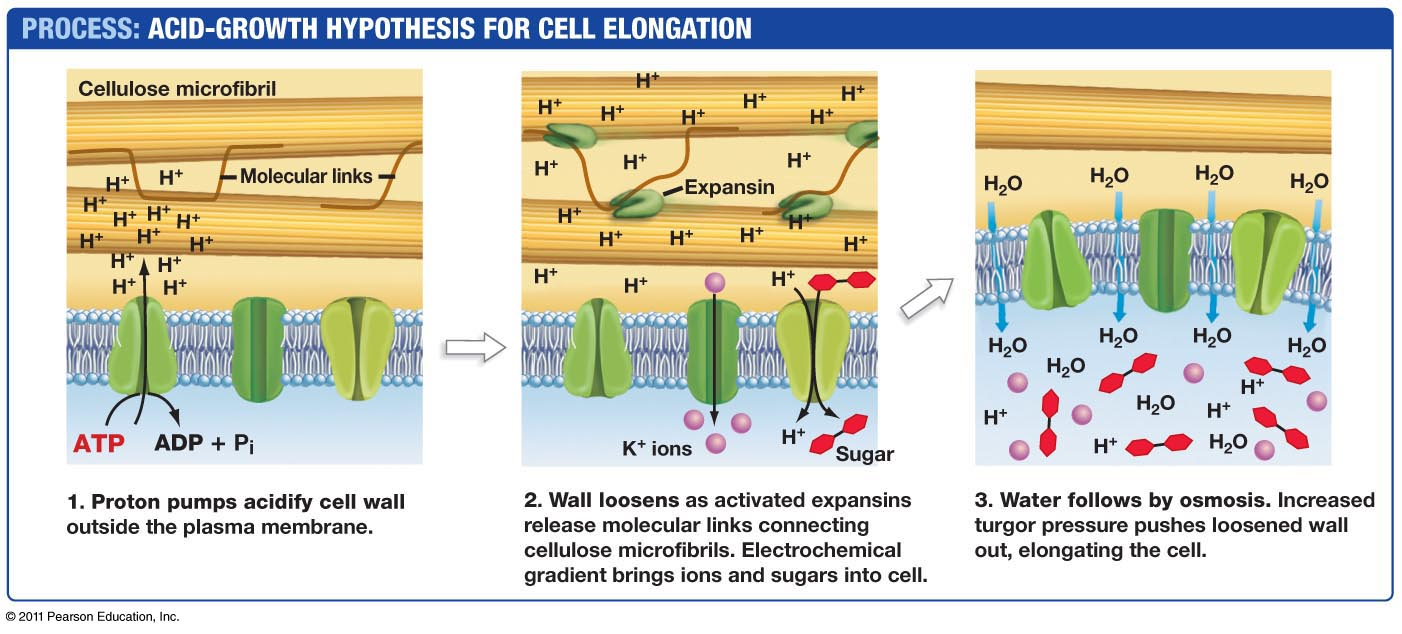 PROCESS: ACID-GROWTH HYPOTHESIS FOR CELL ELONGATION
Cellulose microfibril
H⁺ H⁺ Molecular links
H⁺
H⁺ H⁺ H⁺
H⁺ H⁺ H⁺
H⁺ H⁺
H⁺ H⁺
ATP ADP + Pᵢ
1. Proton pumps acidify cell wall
outside the plasma membrane.
H⁺
H⁺ H⁺ H⁺ H⁺
H⁺ H⁺
H⁺ H⁺ H⁺
Expansin
H⁺ H⁺
H⁺ H⁺ H⁺ H⁺
H⁺ H⁺ H⁺
K⁺ ions H⁺
Sugar
2. Wall loosens as activated expansins
release molecular links connecting
cellulose microfibrils. Electrochemical
gradient brings ions and sugars into cell.
H₂O H₂O H₂O H₂O
H₂O H₂O H₂O H₂O
H₂O
H⁺
H⁺ H₂O H⁺
H⁺ H₂O
3. Water follows by osmosis. Increased
turgor pressure pushes loosened wall
out, elongating the cell.
© 2011 Pearson Education, Inc.